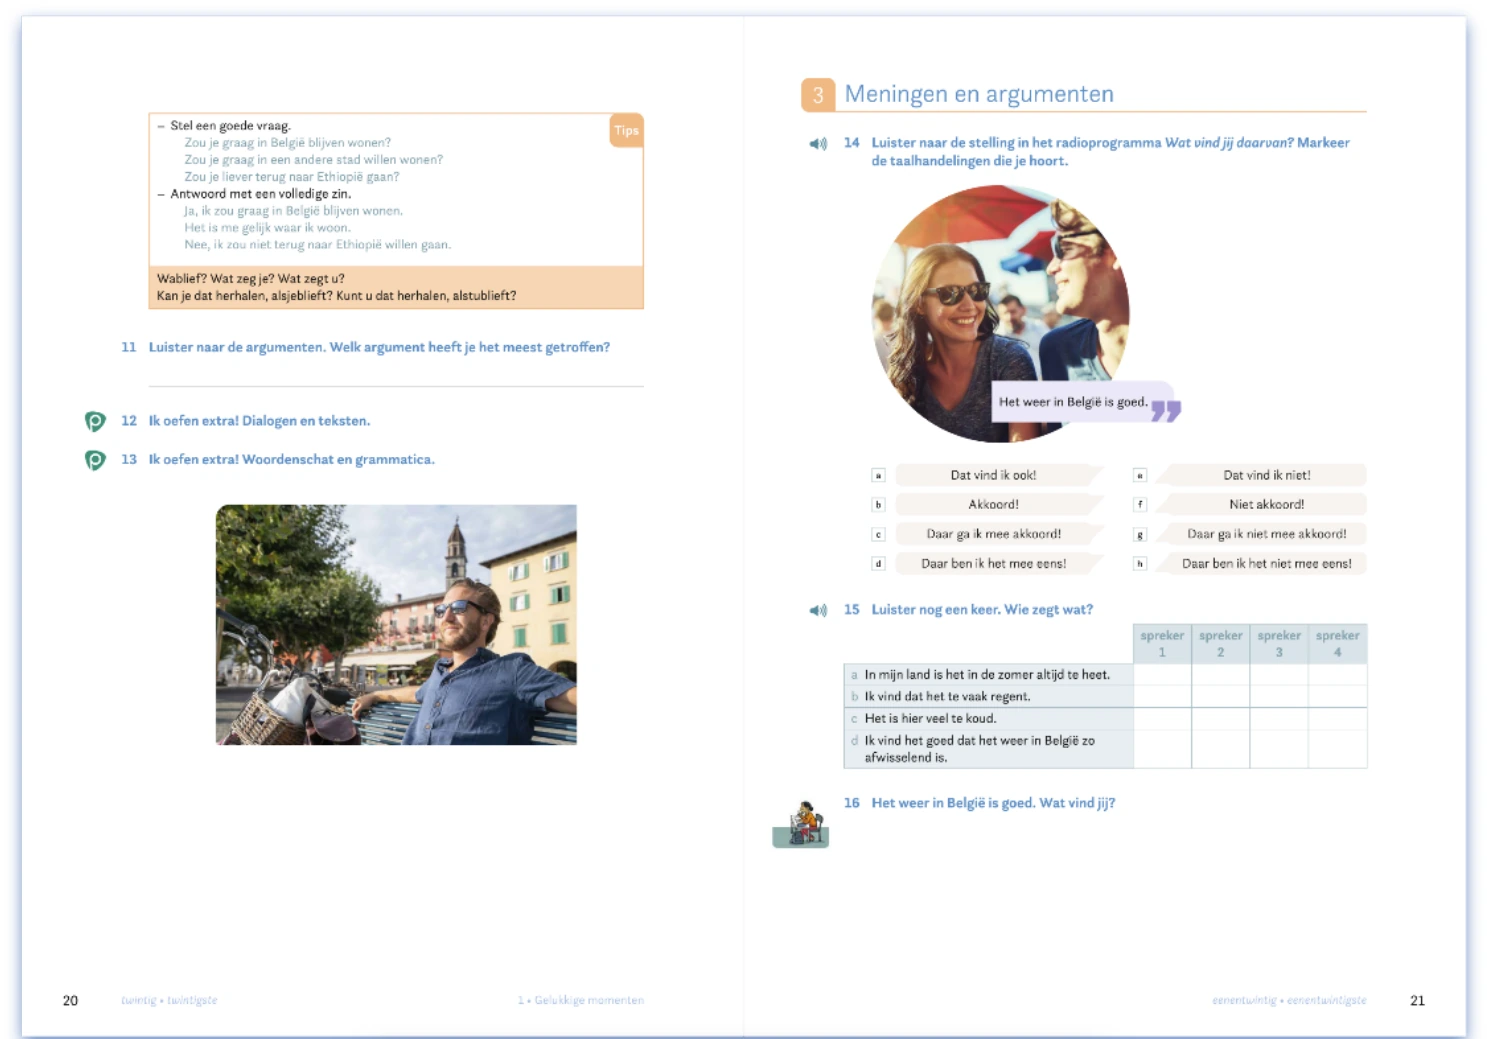 – Stel een goede vraag.
Tips
Zou je graag in België blijven wonen?
Zou je graag in een andere stad willen wonen?
Zou je liever terug naar Ethiopië gaan?
– Antwoord met een volledige zin.
Ja, ik zou graag in België blijven wonen.
Het is me gelijk waar ik woon.
Nee, ik zou niet terug naar Ethiopië willen gaan.
Wablief? Wat zeg je? Wat zegt u?
Kan je dat herhalen, alsjeblieft? Kunt u dat herhalen, alstublieft?
11 Luister naar de argumenten. Welk argument heeft je het meest getroffen?
12 Ik oefen extra! Dialogen en teksten.
13 Ik oefen extra! Woordenschat en grammatica.
20 twintig • twintigste
1 • Gelukkige momenten
3 Meningen en argumenten
14 Luister naar de stelling in het radioprogramma Wat vind jij daarvan? Markeer
de taalhandelingen die je hoort.
Het weer in België is goed.
a Dat vind ik ook!
b Akkoord!
c Daar ga ik mee akkoord!
d Daar ben ik het mee eens!
e Dat vind ik niet!
f Niet akkoord!
g Daar ga ik niet mee akkoord!
h Daar ben ik het niet mee eens!
15 Luister nog een keer. Wie zegt wat?
spreker 1
spreker 2
spreker 3
spreker 4
a In mijn land is het in de zomer altijd te heet.
b Ik vind dat het te vaak regent.
c Het is hier veel te koud.
d Ik vind het goed dat het weer in België zo
afwisselend is.
16 Het weer in België is goed. Wat vind jij?
eenentwintig • eenentwintigste 21